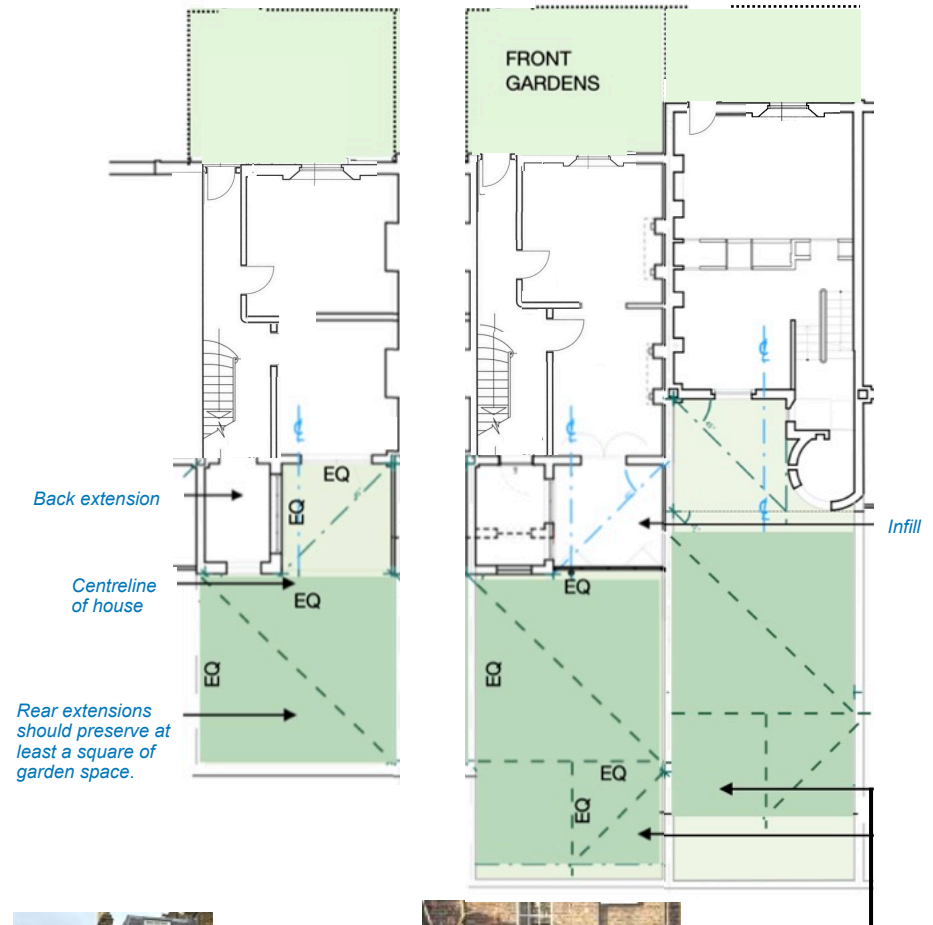 FRONT
GARDENS
℄
℄
EQ
EQ
Back extension
℄
Infill
Centreline
of house
EQ
EQ
EQ
EQ
Rear extensions
should preserve at
least a square of
garden space.
EQ
EQ